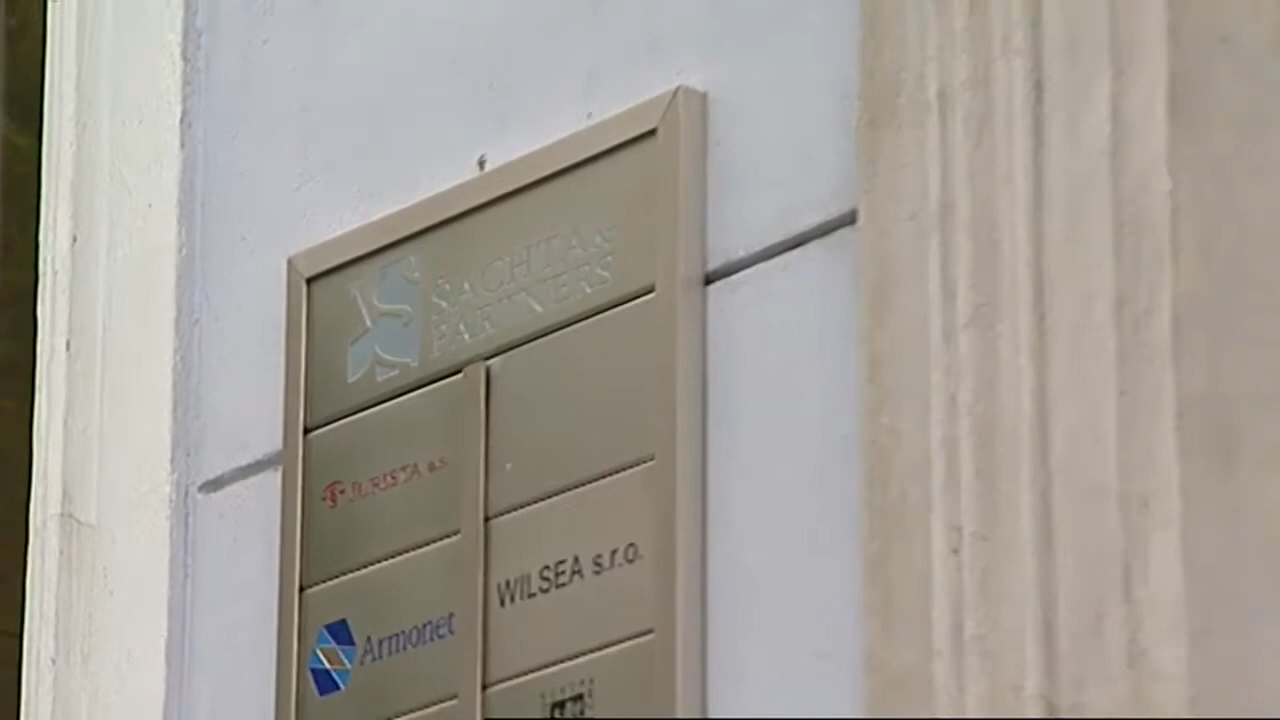 ŠACHTA &
PARTNERS
JURISTA a.s.
WILSEA s.r.o.
Armonet